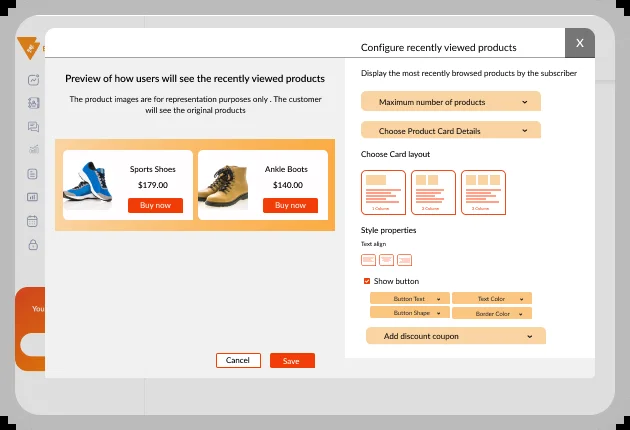 X
Configure recently viewed products
Preview of how users will see the recently viewed products
The product images are for representation purposes only . The customer
will see the original products
Sports Shoes
$179.00
Buy now
Ankle Boots
$140.00
Buy now
Cancel
Save
Display the most recently browsed products by the subscriber
Maximum number of products
Choose Product Card Details
Choose Card layout
1 Column
2 Column
3 Column
Style properties
Text align
Show button
Button Text
Text Color
Button Shape
Border Color
Add discount coupon
You